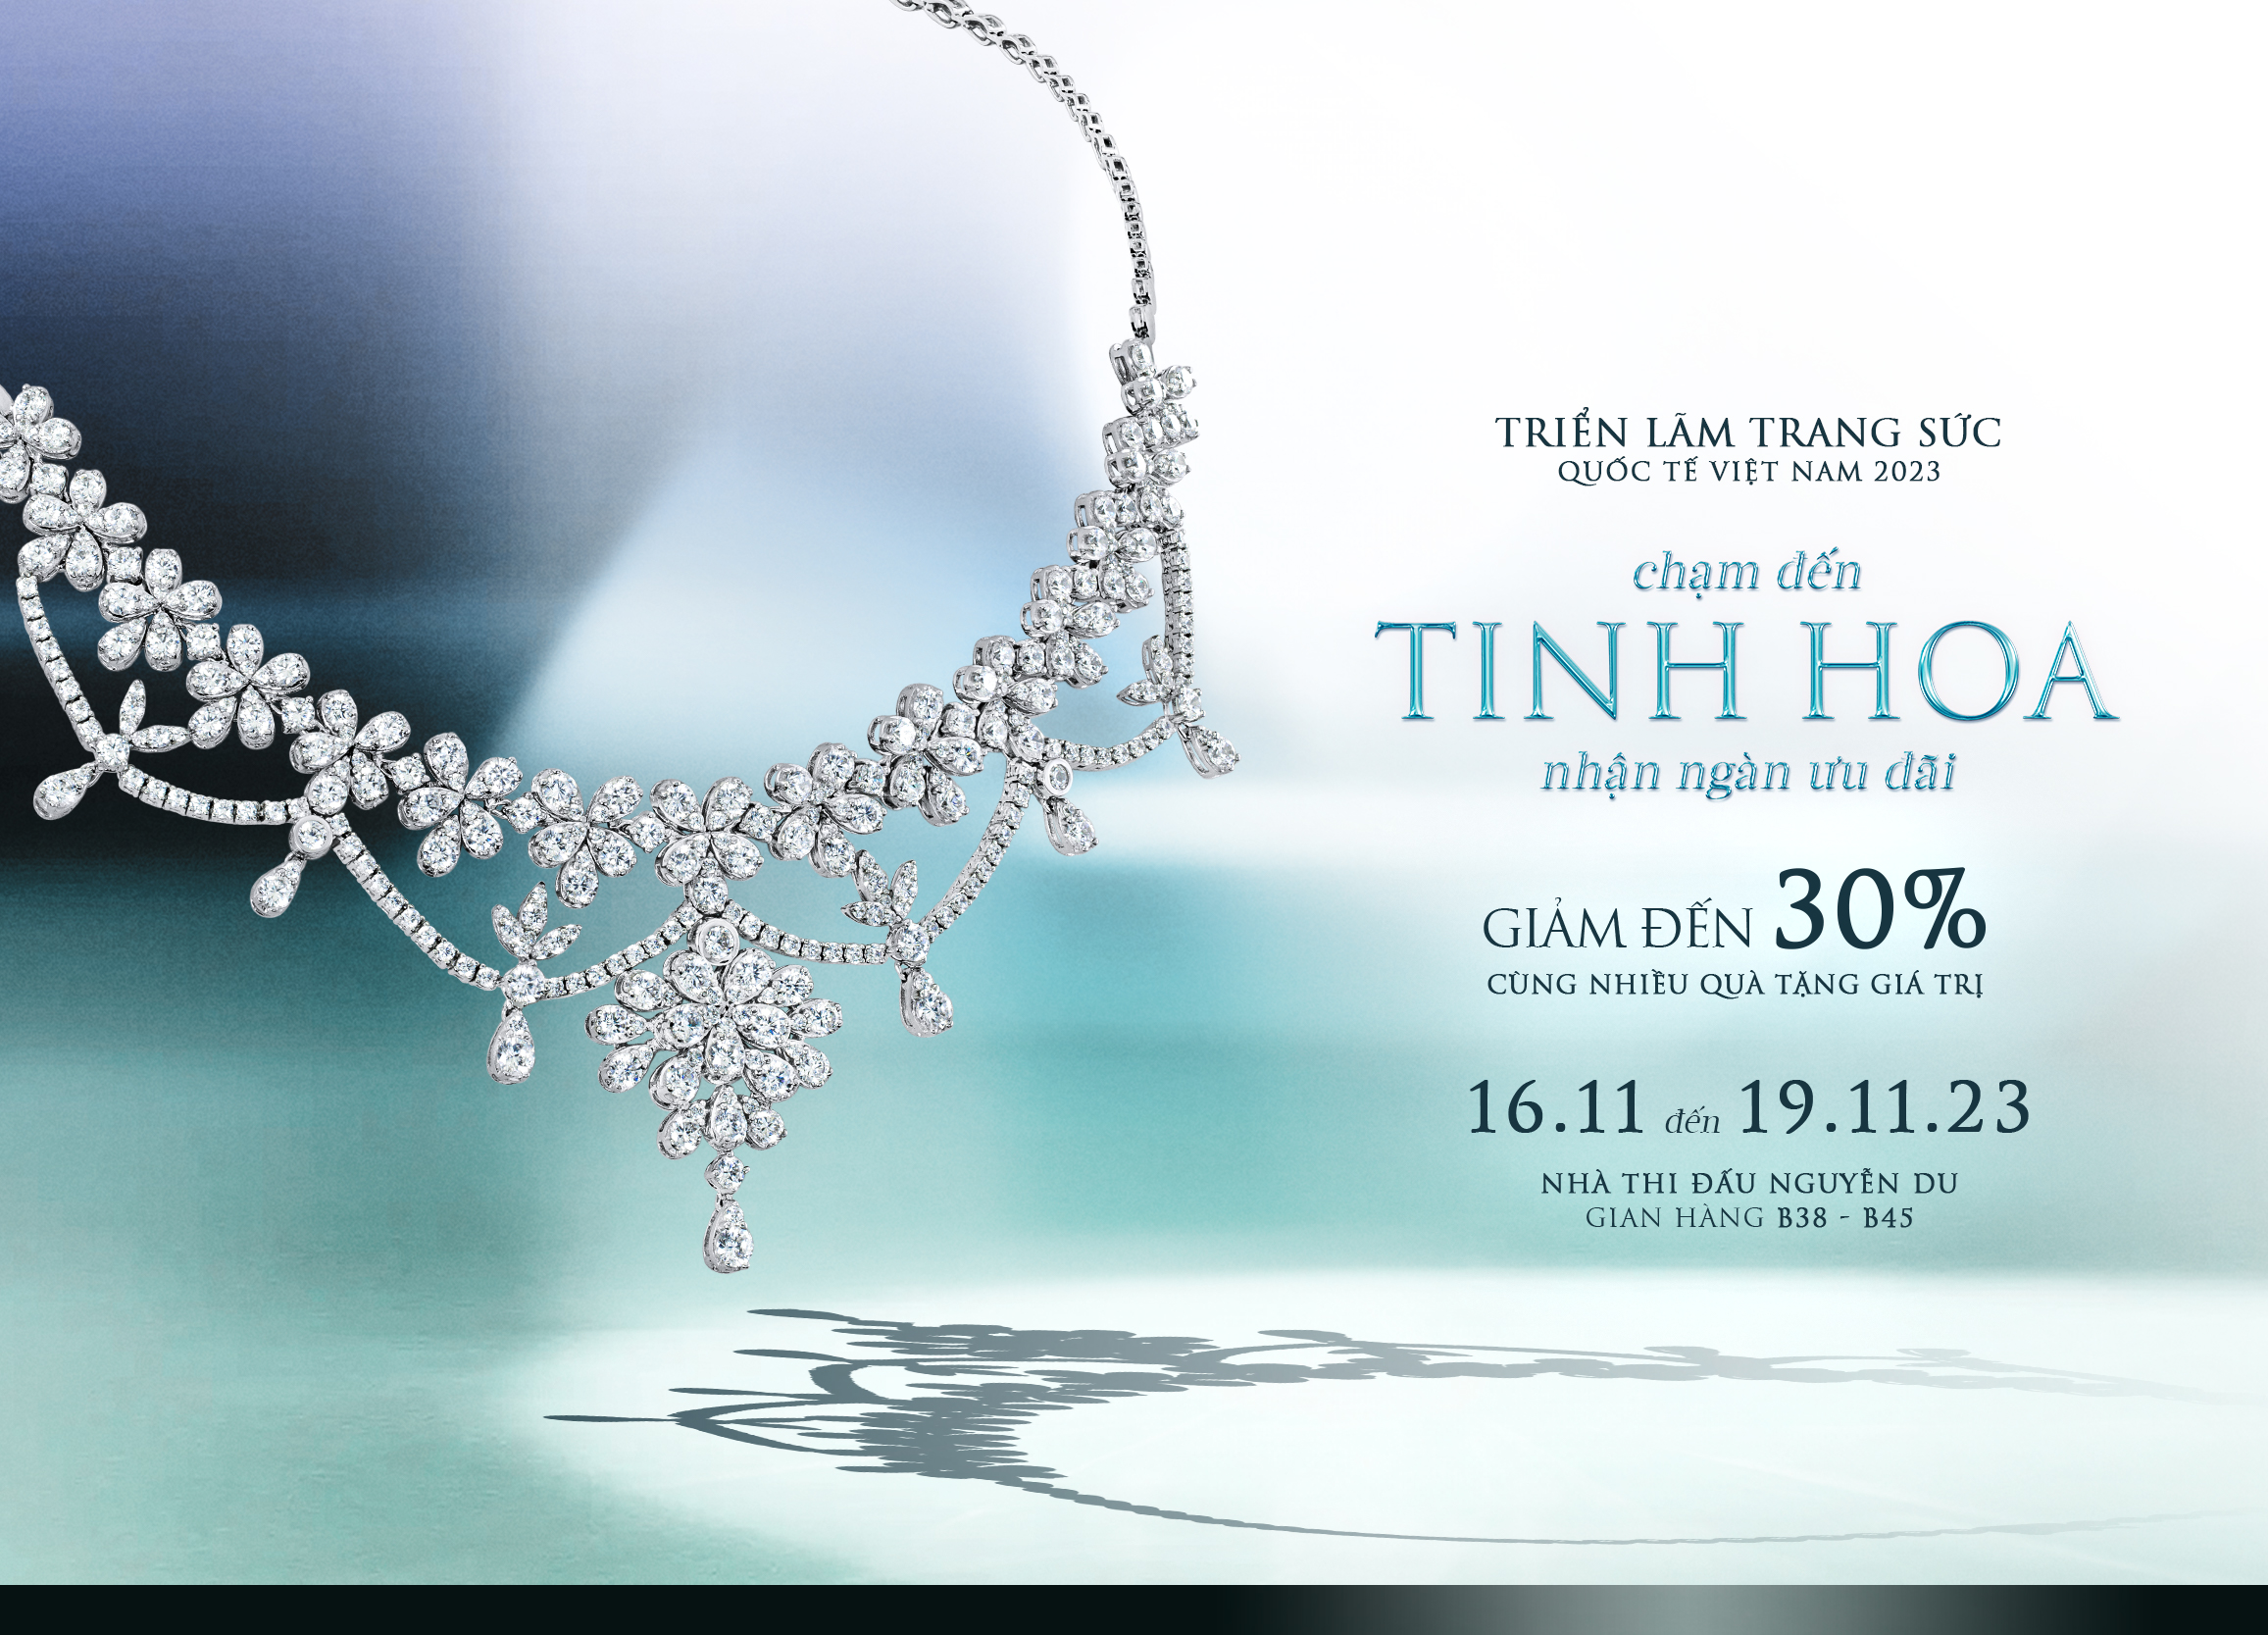 TRIỂN LÃM TRANG SỨC
QUỐC TẾ VIỆT NAM 2023
chạm đến
TINH HOA
nhận ngàn ưu đãi
GIẢM ĐẾN 30%
CÙNG NHIỀU QUÀ TẶNG GIÁ TRỊ
16.11 đến 19.11.23
NHÀ THI ĐẤU NGUYỄN DU
GIAN HÀNG B38 - B45